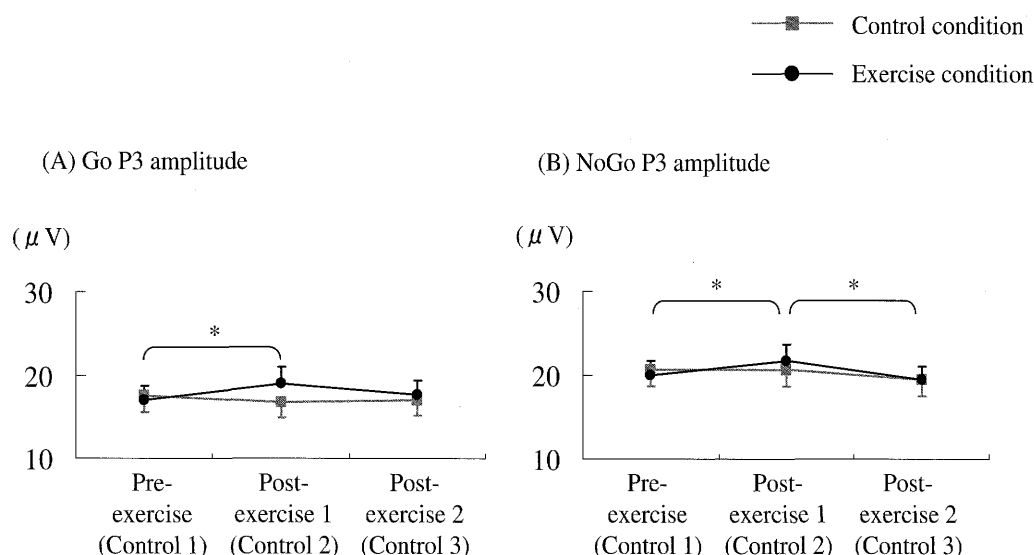 Control condition
Exercise condition
(A) Go P3 amplitude
(B) NoGo P3 amplitude
(μV)
(μV)
30
20
10
*
30
20
10
*
*
Pre-
exercise
(Control 1)
Post-
exercise 1
(Control 2)
Post-
exercise 2
(Control 3)
Pre-
exercise
(Control 1)
Post-
exercise 1
(Control 2)
Post-
exercise 2
(Control 3)